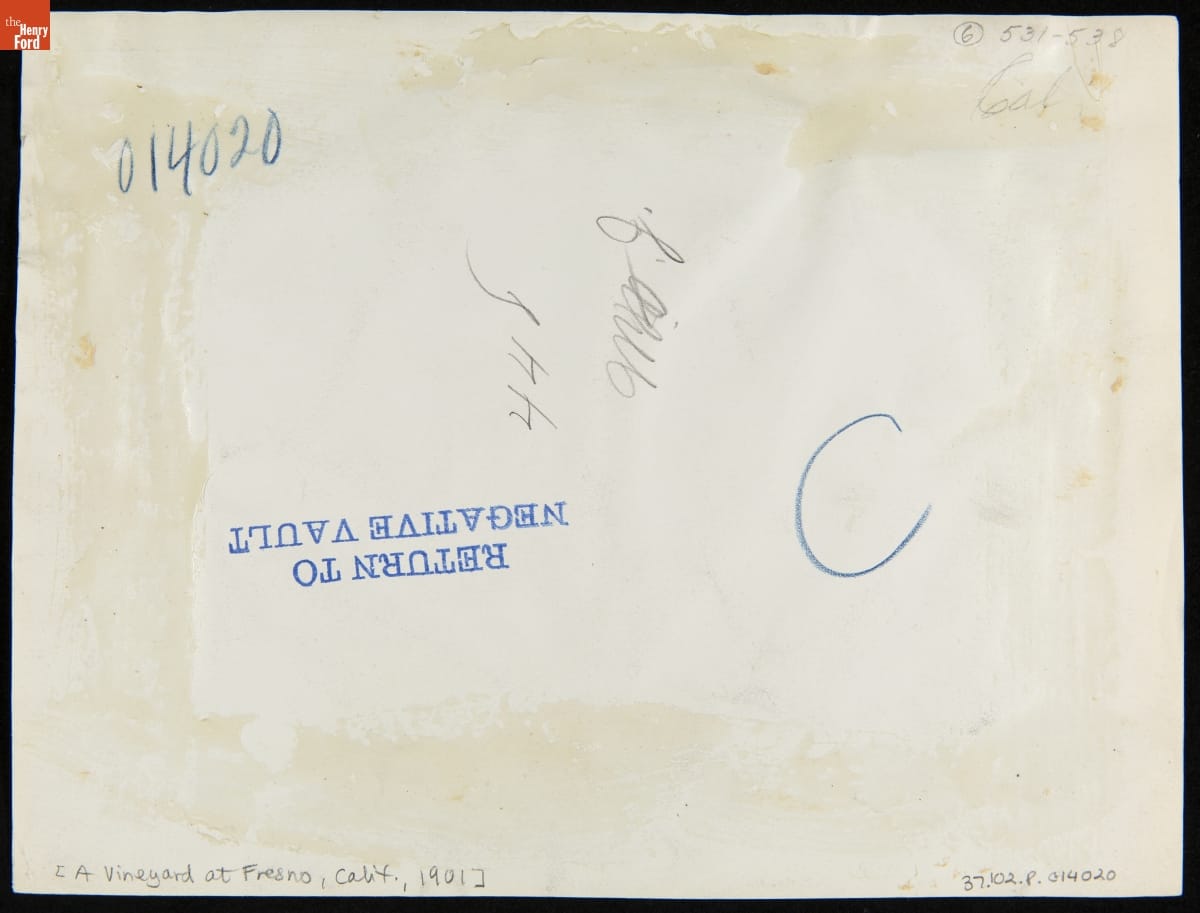 the
Henry
Ford
6 531-538
Cal
014020
RETURN TO
NEGATIVE VAULT
C
[A Vineyard at Fresno, Calif., 1901]
37.102.P.014020